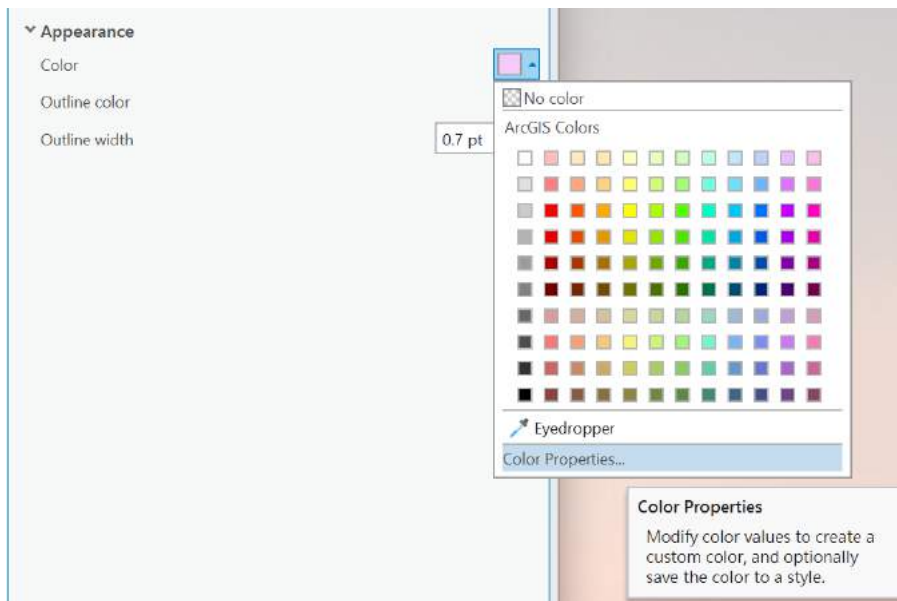 Appearance
Color
Outline color
Outline width
0.7 pt
No color
ArcGIS Colors
Eyedropper
Color Properties...
Color Properties
Modify color values to create a
custom color, and optionally
save the color to a style.